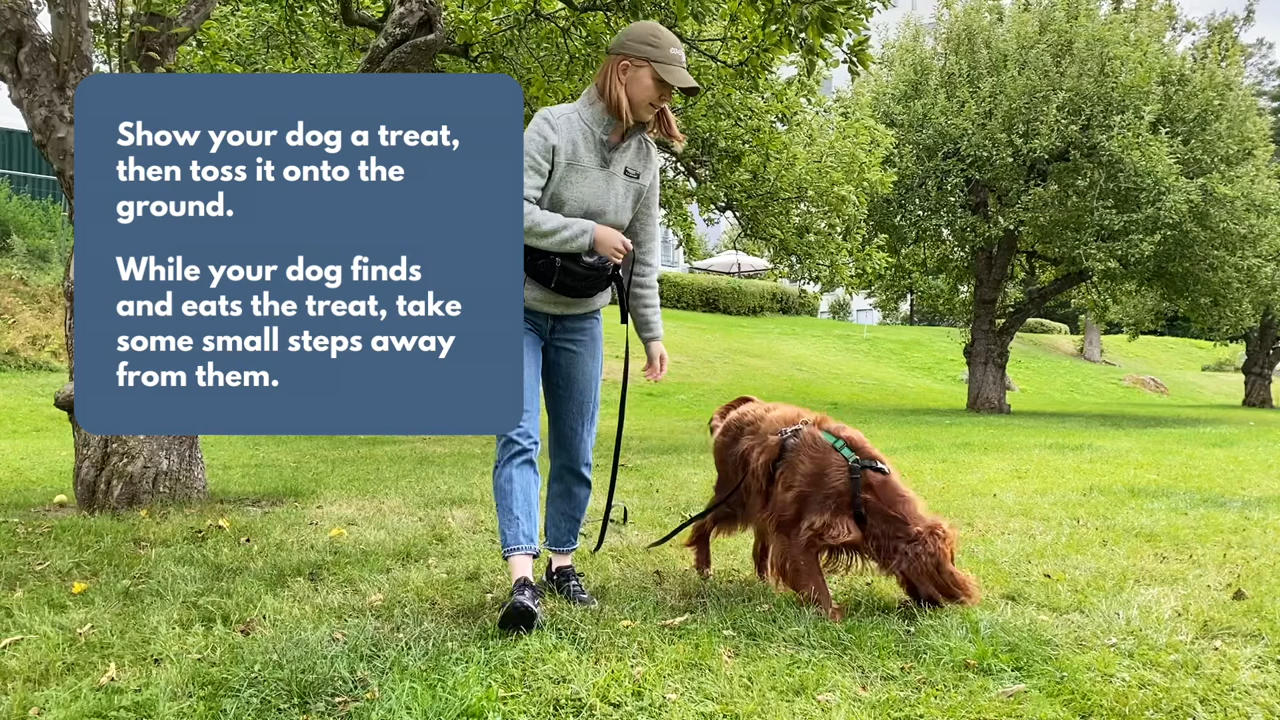 Show your dog a treat,
then toss it onto the
ground.
While your dog finds
and eats the treat, take
some small steps away
from them.